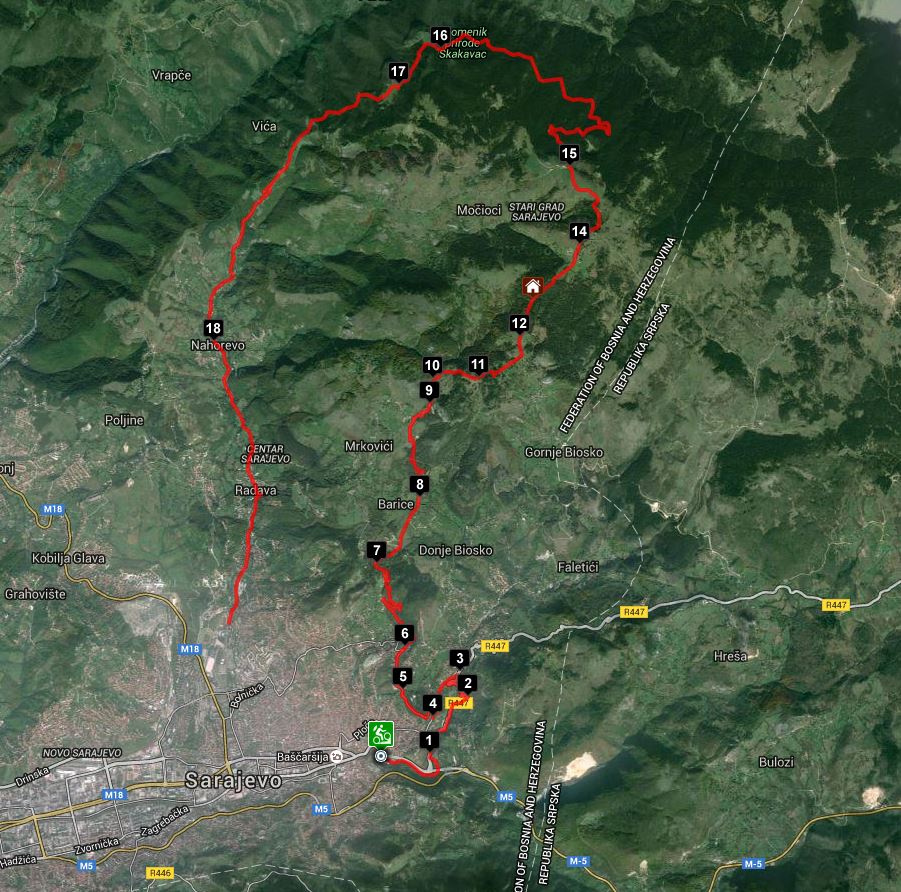 16
omenik
prirode
Skakavac
17
Vrapče
Vića
15
Močioci
STARI GRAD
SARAJEVO
14
FEDERATION OF BOSNIA AND HERZEGOVINA
REPUBLIKA SRPSKA
12
18
Nahorevo
10
11
9
Poljine
Mrkovići
CENTAR
SARAJEVO
Gornje Biosko
onj
8
Radava
Barice
M18
7
Donje Biosko
Kobilja Glava
Faletići
Grahovište
R447
R447
6
R447
M18
3
Hreša
5
2
Bolnička
4
R447
1
NOVO SARAJEVO
Baščaršija
Drinska
Sarajevo
Bulozi
M18
M5
M5
Zagrebačka
Zvornička
Hadžića
M5
R446
M-5
M-5
ON OF BOSNIA AND HERZEGOVINA
REPUBLIKA SRPSKA